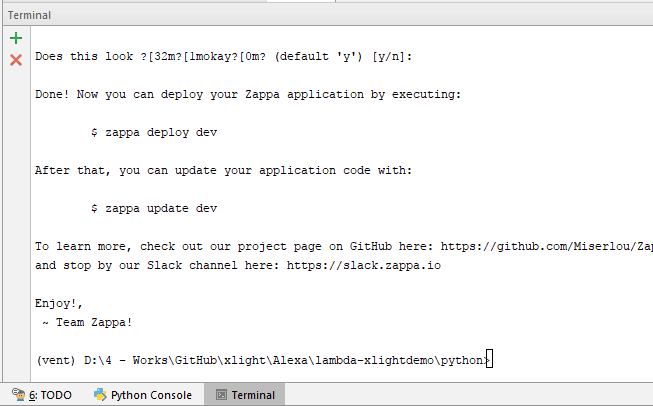 Terminal
Does this look ?[32m?[1mokay?[0m? (default 'y') [y/n]:
Done! Now you can deploy your Zappa application by executing:
$ zappa deploy dev
After that, you can update your application code with:
$ zappa update dev
To learn more, check out our project page on GitHub here: https://github.com/Miserlou/Zap
and stop by our Slack channel here: https://slack.zappa.io
Enjoy!,
~ Team Zappa!
(vent) D:\4 - Works\GitHub\xlight\Alexa\lambda-xlightdemo\python>
6: TODO Python Console Terminal